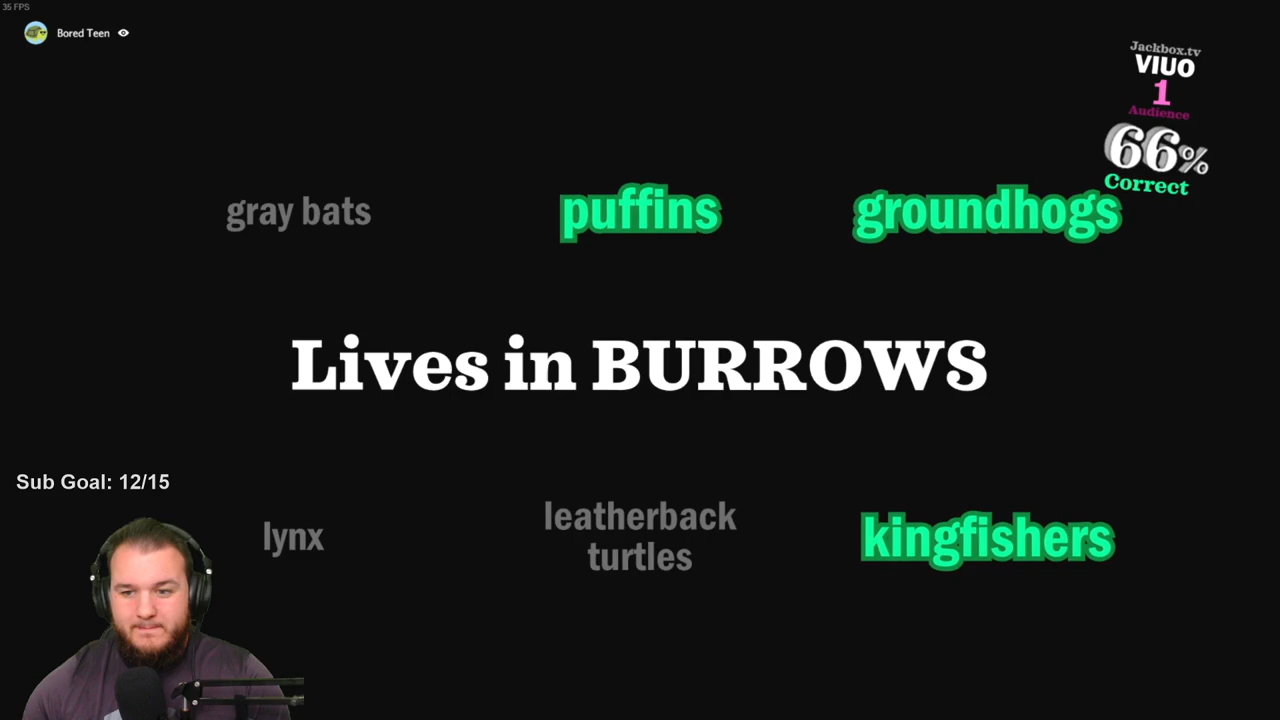 35 FPS
Bored Teen
Jackbox.tv
VIUO
1
Audience
66%
Correct
gray bats
puffins
groundhogs
Lives in BURROWS
Sub Goal: 12/15
lynx
leatherback
turtles
kingfishers